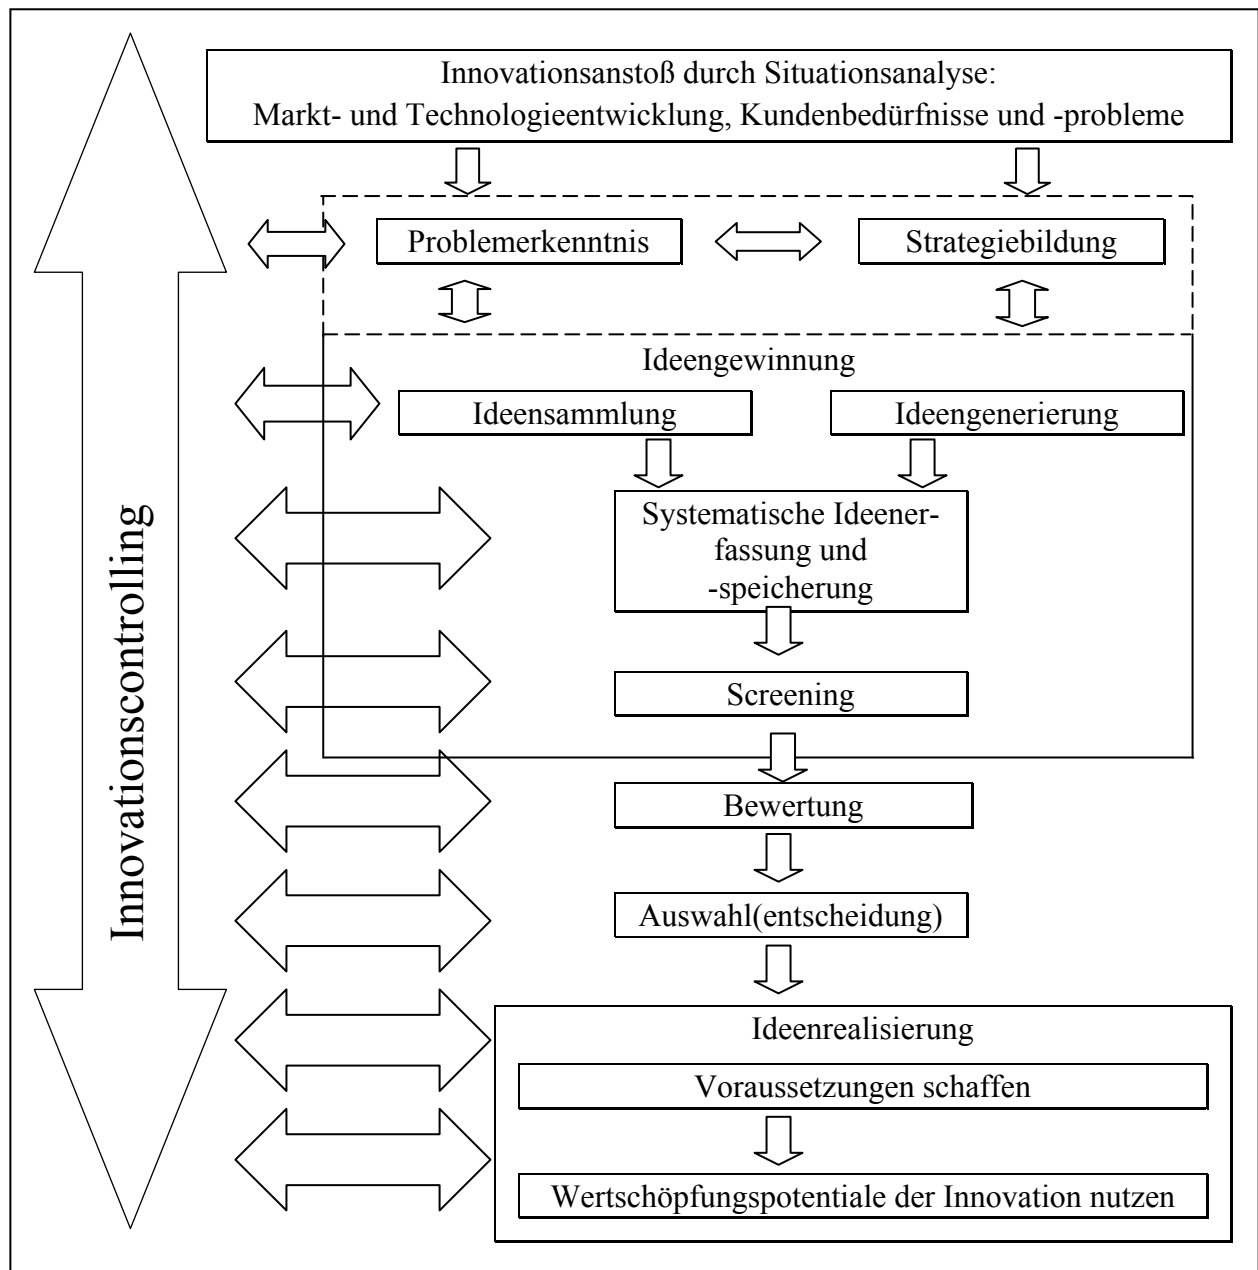 Innovationsanstoß durch Situationsanalyse:
Markt- und Technologieentwicklung, Kundenbedürfnisse und -probleme
Problemerkenntnis
Strategiebildung
Ideengewinnung
Ideensammlung
Ideengenerierung
Systematische Ideener-
fassung und
-speicherung
Screening
Bewertung
Auswahl(entscheidung)
Ideenrealisierung
Voraussetzungen schaffen
Wertschöpfungspotentiale der Innovation nutzen
Innovationscontrolling